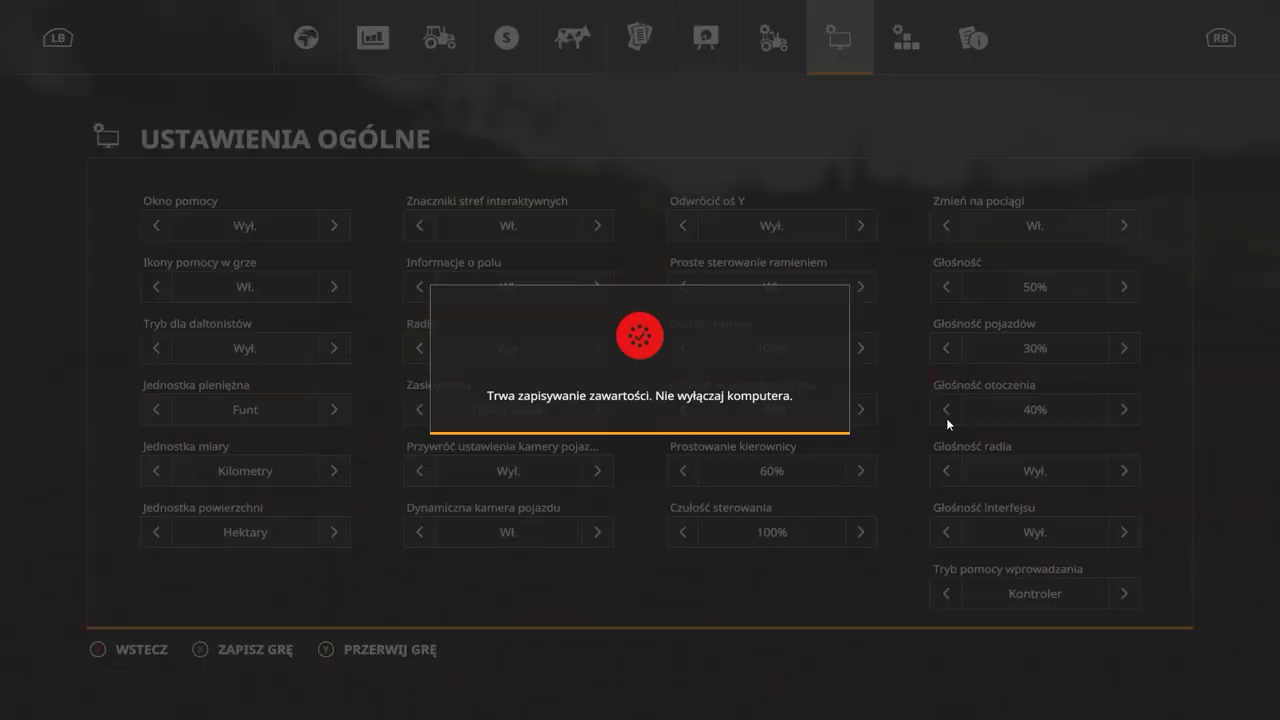 LB
RB
USTAWIENIA OGÓLNE
Okno pomocy
Wył.
Ikony pomocy w grze
Wł.
Tryb dla daltonistów
Wył.
Jednostka pieniężna
Funt
Jednostka miary
Kilometry
Jednostka powierzchni
Hektary
Znaczniki stref interaktywnych
Wł.
Informacje o polu
Wł.
Przywróć ustawienia kamery pojaz...
Wył.
Dynamiczna kamera pojazdu
Wł.
Odwrócić oś Y
Wył.
Proste sterowanie ramieniem
Wł.
Prostowanie kierownicy
60%
Czułość sterowania
100%
Zmień na pociągi
Wł.
Głośność
50%
Głośność pojazdów
30%
Głośność otoczenia
40%
Głośność radia
Wył.
Głośność interfejsu
Wył.
Tryb pomocy wprowadzania
Kontroler
Trwa zapisywanie zawartości. Nie wyłączaj komputera.
WSTECZ
X ZAPISZ GRĘ
Y PRZERWIJ GRĘ